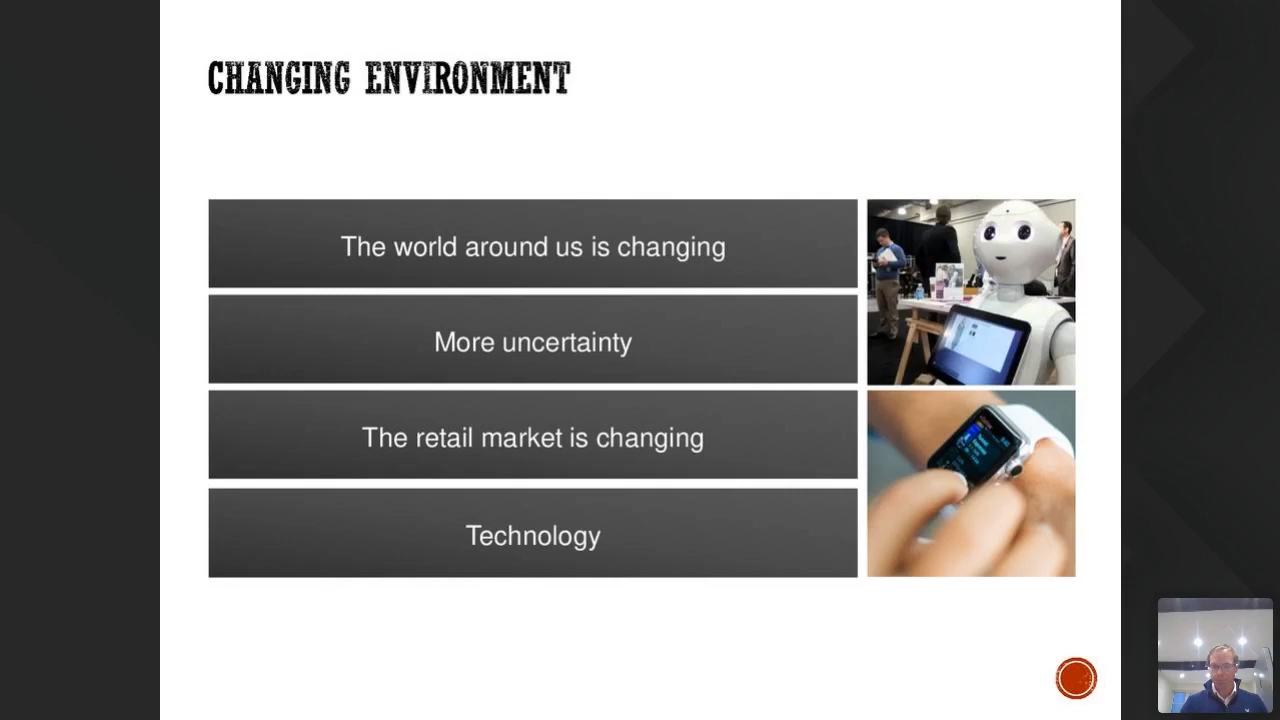 CHANGING ENVIRONMENT
The world around us is changing
More uncertainty
The retail market is changing
Technology